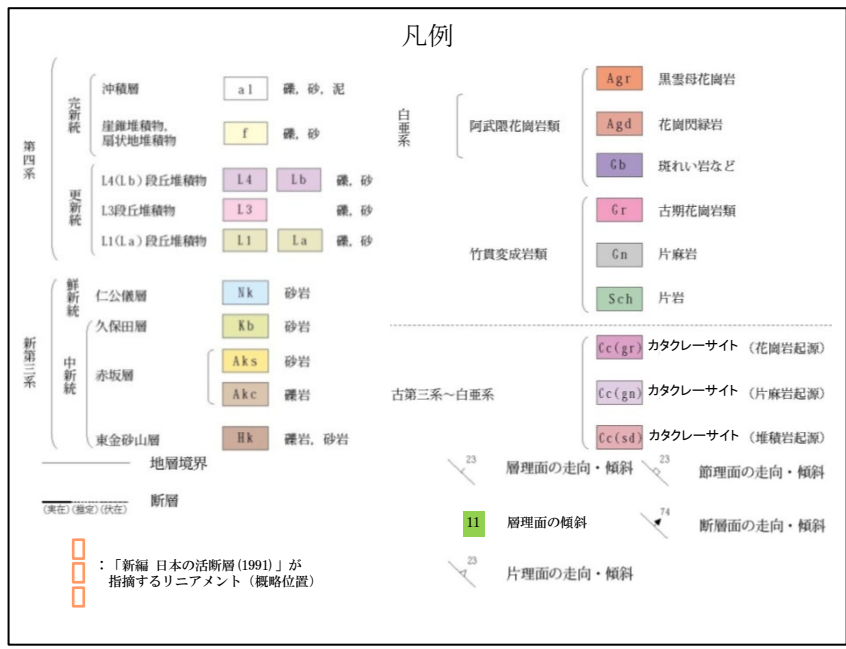 凡例
第四系
完新統
沖積層 al 礫, 砂, 泥
崖錐堆積物,
扇状地堆積物 f 礫, 砂
更新統
L4(Lb)段丘堆積物 L4 Lb 礫, 砂
L3段丘堆積物 L3 礫, 砂
L1(La)段丘堆積物 L1 La 礫, 砂
新第三系
鮮新統
仁公儀層 Nk 砂岩
中新統
久保田層 Kb 砂岩
赤坂層 Aks 砂岩
Akc 礫岩
東金砂山層 Hk 礫岩, 砂岩
地層境界
断層
(実在)(推定)(伏在)
:「新編 日本の活断層(1991)」が
指摘するリニアメント(概略位置)
白亜系
阿武隈花崗岩類
Agr 黒雲母花崗岩
Agd 花崗閃緑岩
Gb 斑れい岩など
竹貫変成岩類
Gr 古期花崗岩類
Gn 片麻岩
Sch 片岩
古第三系~白亜系
Cc(gr) カタクレーサイト (花崗岩起源)
Cc(gn) カタクレーサイト (片麻岩起源)
Cc(sd) カタクレーサイト (堆積岩起源)
23 層理面の走向・傾斜
23 節理面の走向・傾斜
11 層理面の傾斜
74 断層面の走向・傾斜
23 片理面の走向・傾斜